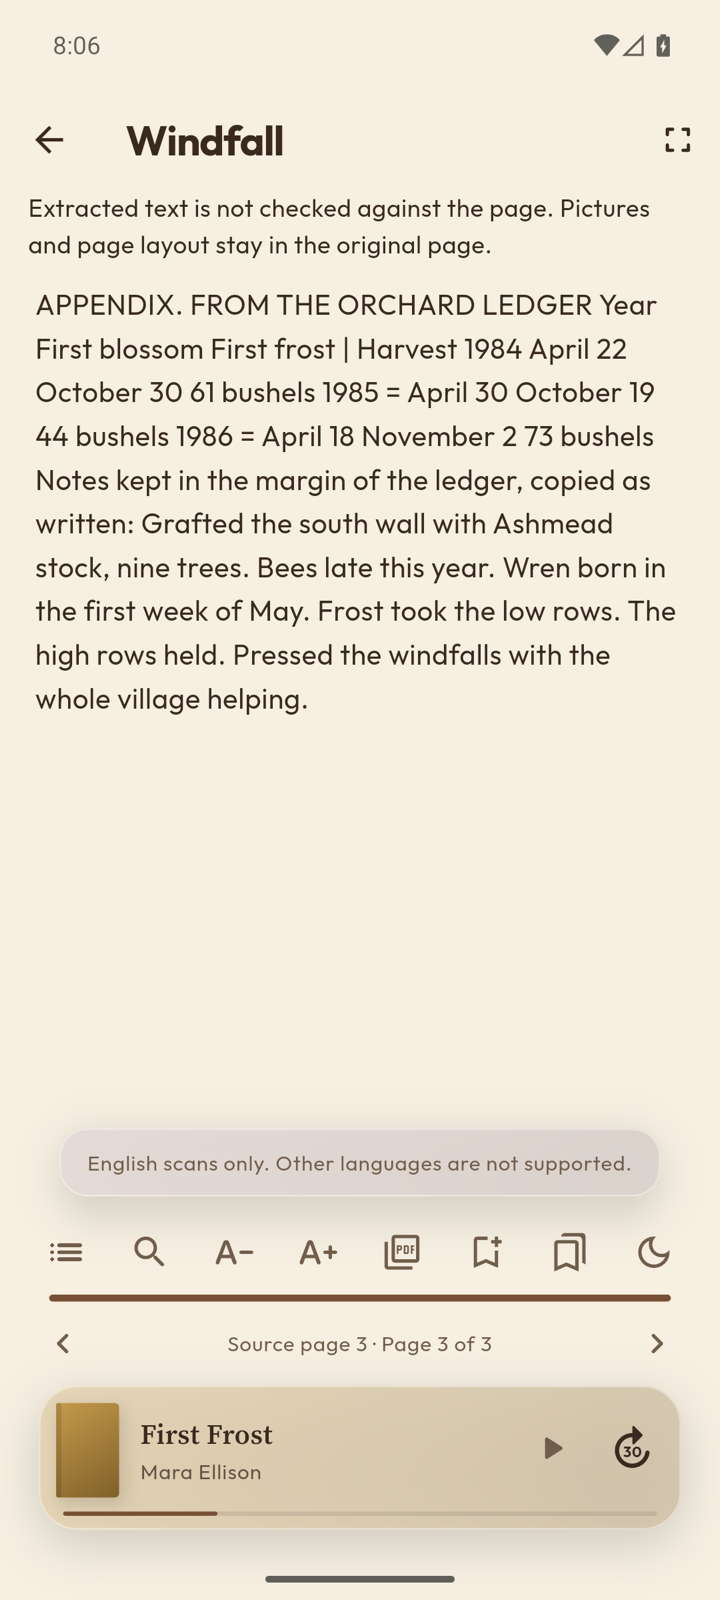 8:06
Windfall
Extracted text is not checked against the page. Pictures
and page layout stay in the original page.
APPENDIX. FROM THE ORCHARD LEDGER Year
First blossom First frost | Harvest 1984 April 22
October 30 61 bushels 1985 = April 30 October 19
44 bushels 1986 = April 18 November 2 73 bushels
Notes kept in the margin of the ledger, copied as
written: Grafted the south wall with Ashmead
stock, nine trees. Bees late this year. Wren born in
the first week of May. Frost took the low rows. The
high rows held. Pressed the windfalls with the
whole village helping.
English scans only. Other languages are not supported.
A− A+ PDF
Source page 3 · Page 3 of 3
First Frost
Mara Ellison
30